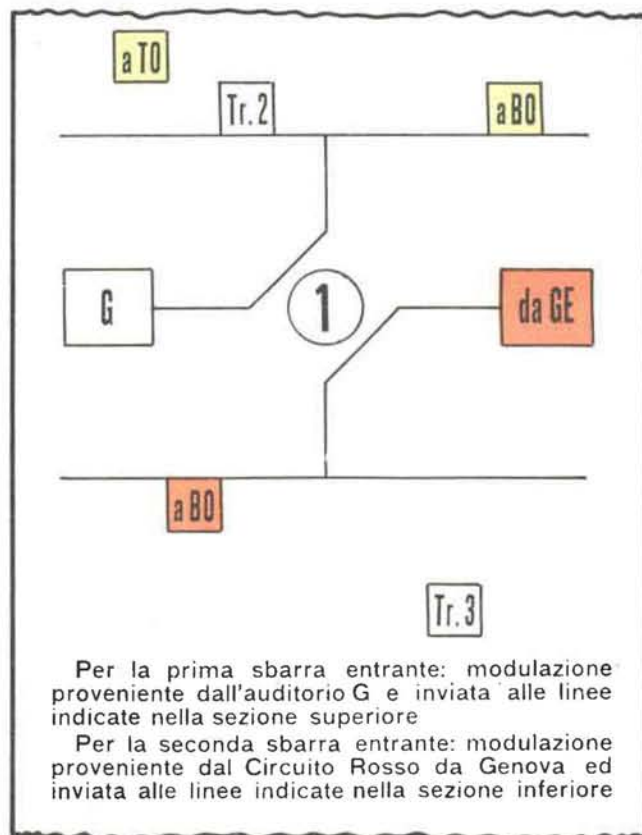 a TO
Tr. 2
a BO
G
1
da GE
a BO
Tr. 3
Per la prima sbarra entrante: modulazione
proveniente dall'auditorio G e inviata alle linee
indicate nella sezione superiore
Per la seconda sbarra entrante: modulazione
proveniente dal Circuito Rosso da Genova ed
inviata alle linee indicate nella sezione inferiore